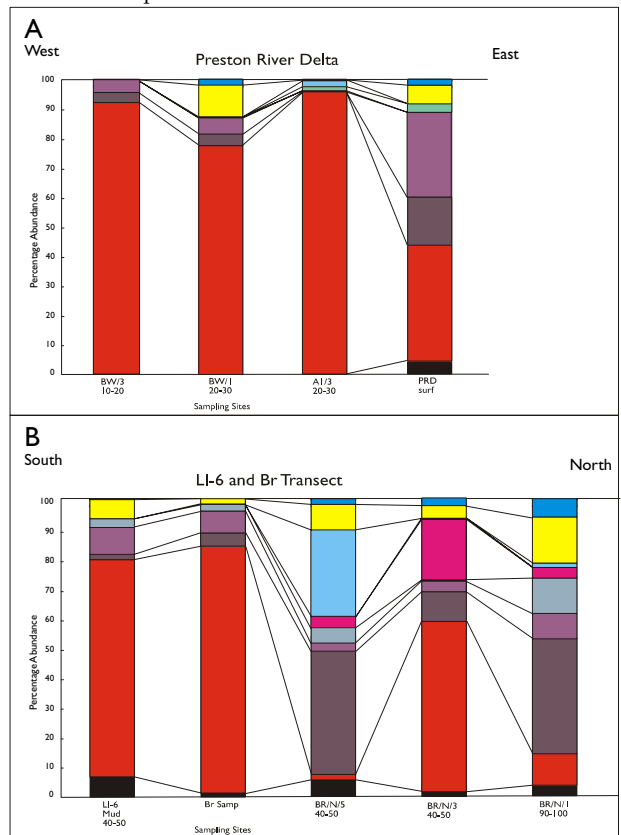 A
West
Preston River Delta
East
100
90
80
70
60
50
40
30
20
10
0
Percentage Abundance
BW/3
10-20
BW/1
20-30
A1/3
20-30
PRD
surf
Sampling Sites
B
South
LI-6 and Br Transect
North
100
90
80
70
60
50
40
30
20
10
0
Percentage Abundance
LI-6
Mud
40-50
Br Samp
BR/N/5
40-50
BR/N/3
40-50
BR/N/1
90-100
Sampling Sites